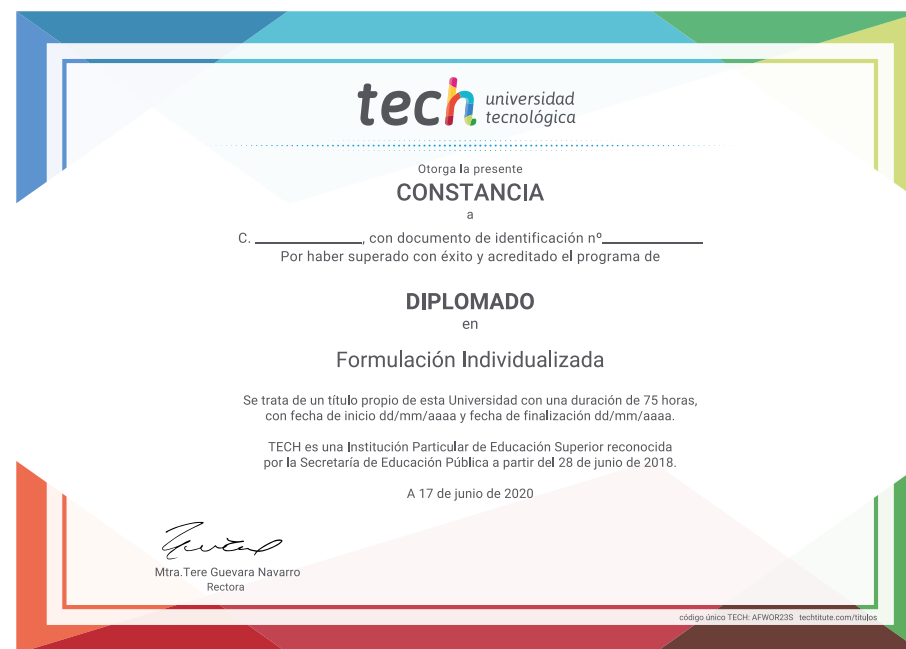 tech universidad
tecnológica
Otorga la presente
CONSTANCIA
a
C. ____________, con documento de identificación nº____________
Por haber superado con éxito y acreditado el programa de
DIPLOMADO
en
Formulación Individualizada
Se trata de un título propio de esta Universidad con una duración de 75 horas,
con fecha de inicio dd/mm/aaaa y fecha de finalización dd/mm/aaaa.
TECH es una Institución Particular de Educación Superior reconocida
por la Secretaría de Educación Pública a partir del 28 de junio de 2018.
A 17 de junio de 2020
Mtra.Tere Guevara Navarro
Rectora
código único TECH: AFWOR23S techtitute.com/titulos